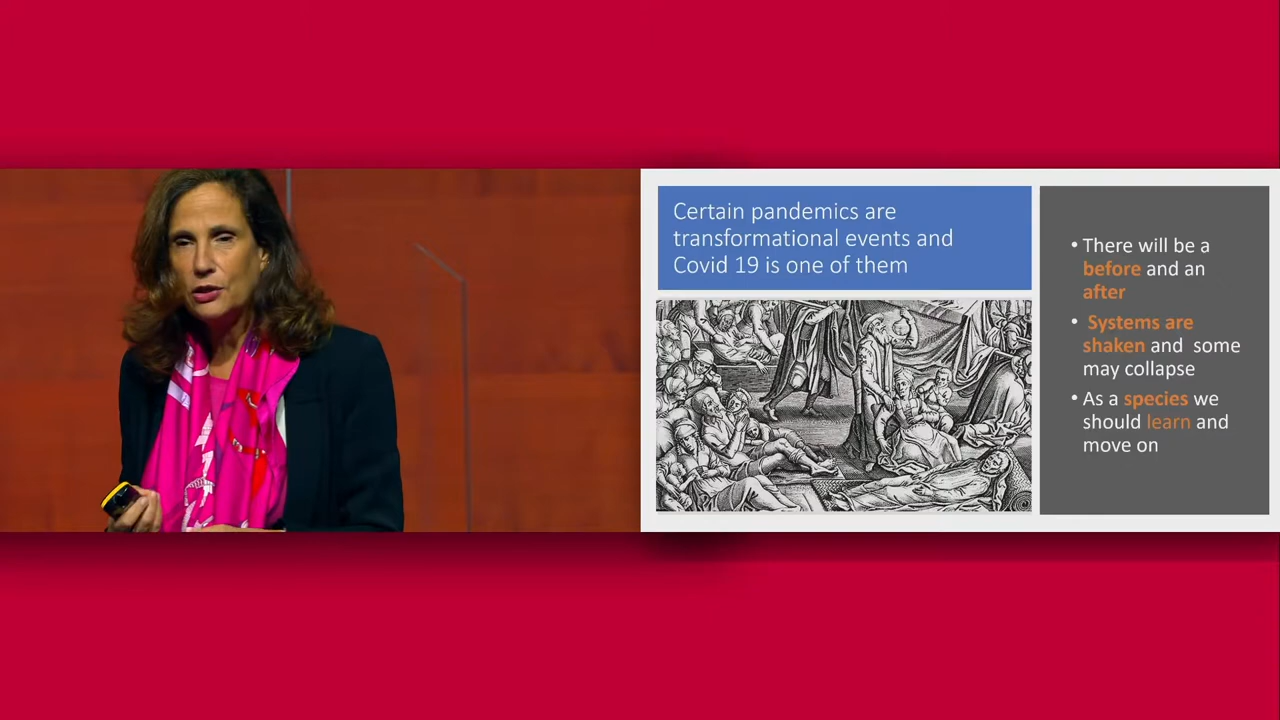 Certain pandemics are
transformational events and
Covid 19 is one of them
• There will be a
before and an
after
• Systems are
shaken and some
may collapse
• As a species we
should learn and
move on